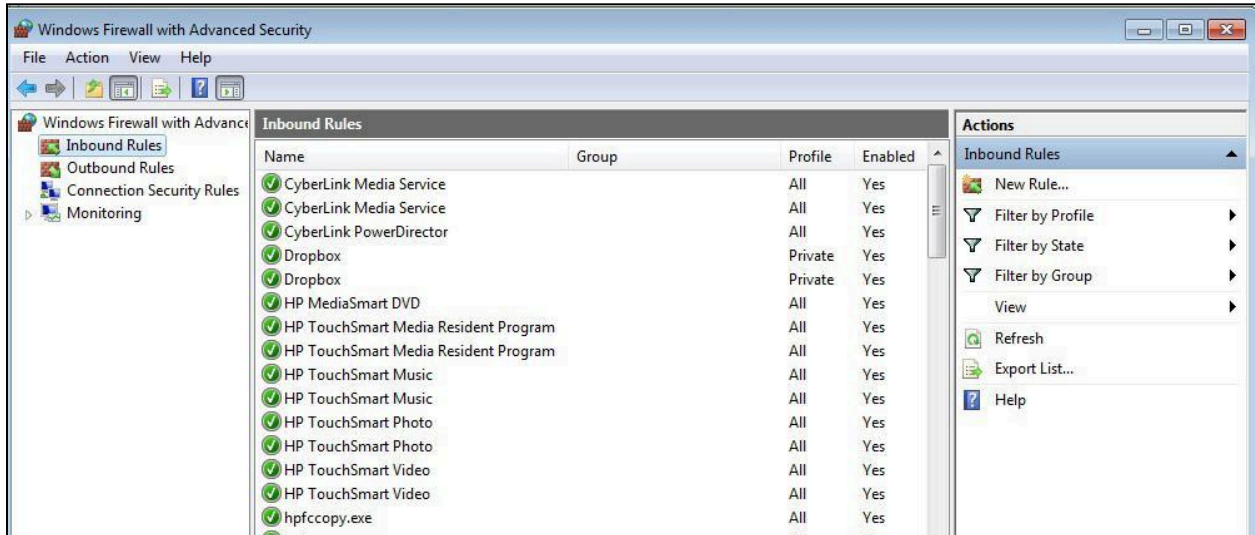 Windows Firewall with Advanced Security
File Action View Help
Windows Firewall with Advance
Inbound Rules
Outbound Rules
Connection Security Rules
Monitoring
Inbound Rules
Name Group Profile Enabled
CyberLink Media Service All Yes
CyberLink Media Service All Yes
CyberLink PowerDirector All Yes
Dropbox Private Yes
Dropbox Private Yes
HP MediaSmart DVD All Yes
HP TouchSmart Media Resident Program All Yes
HP TouchSmart Media Resident Program All Yes
HP TouchSmart Music All Yes
HP TouchSmart Music All Yes
HP TouchSmart Photo All Yes
HP TouchSmart Photo All Yes
HP TouchSmart Video All Yes
HP TouchSmart Video All Yes
hpfccopy.exe All Yes
Actions
Inbound Rules
New Rule...
Filter by Profile
Filter by State
Filter by Group
View
Refresh
Export List...
Help